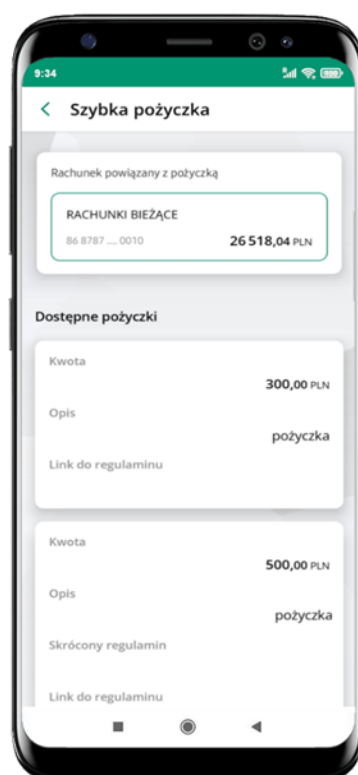 9:34
Szybka pożyczka
Rachunek powiązany z pożyczką
RACHUNKI BIEŻĄCE
86 8787 .... 0010 26 518,04 PLN
Dostępne pożyczki
Kwota
300,00 PLN
Opis
pożyczka
Link do regulaminu
Kwota
500,00 PLN
Opis
pożyczka
Skrócony regulamin
Link do regulaminu